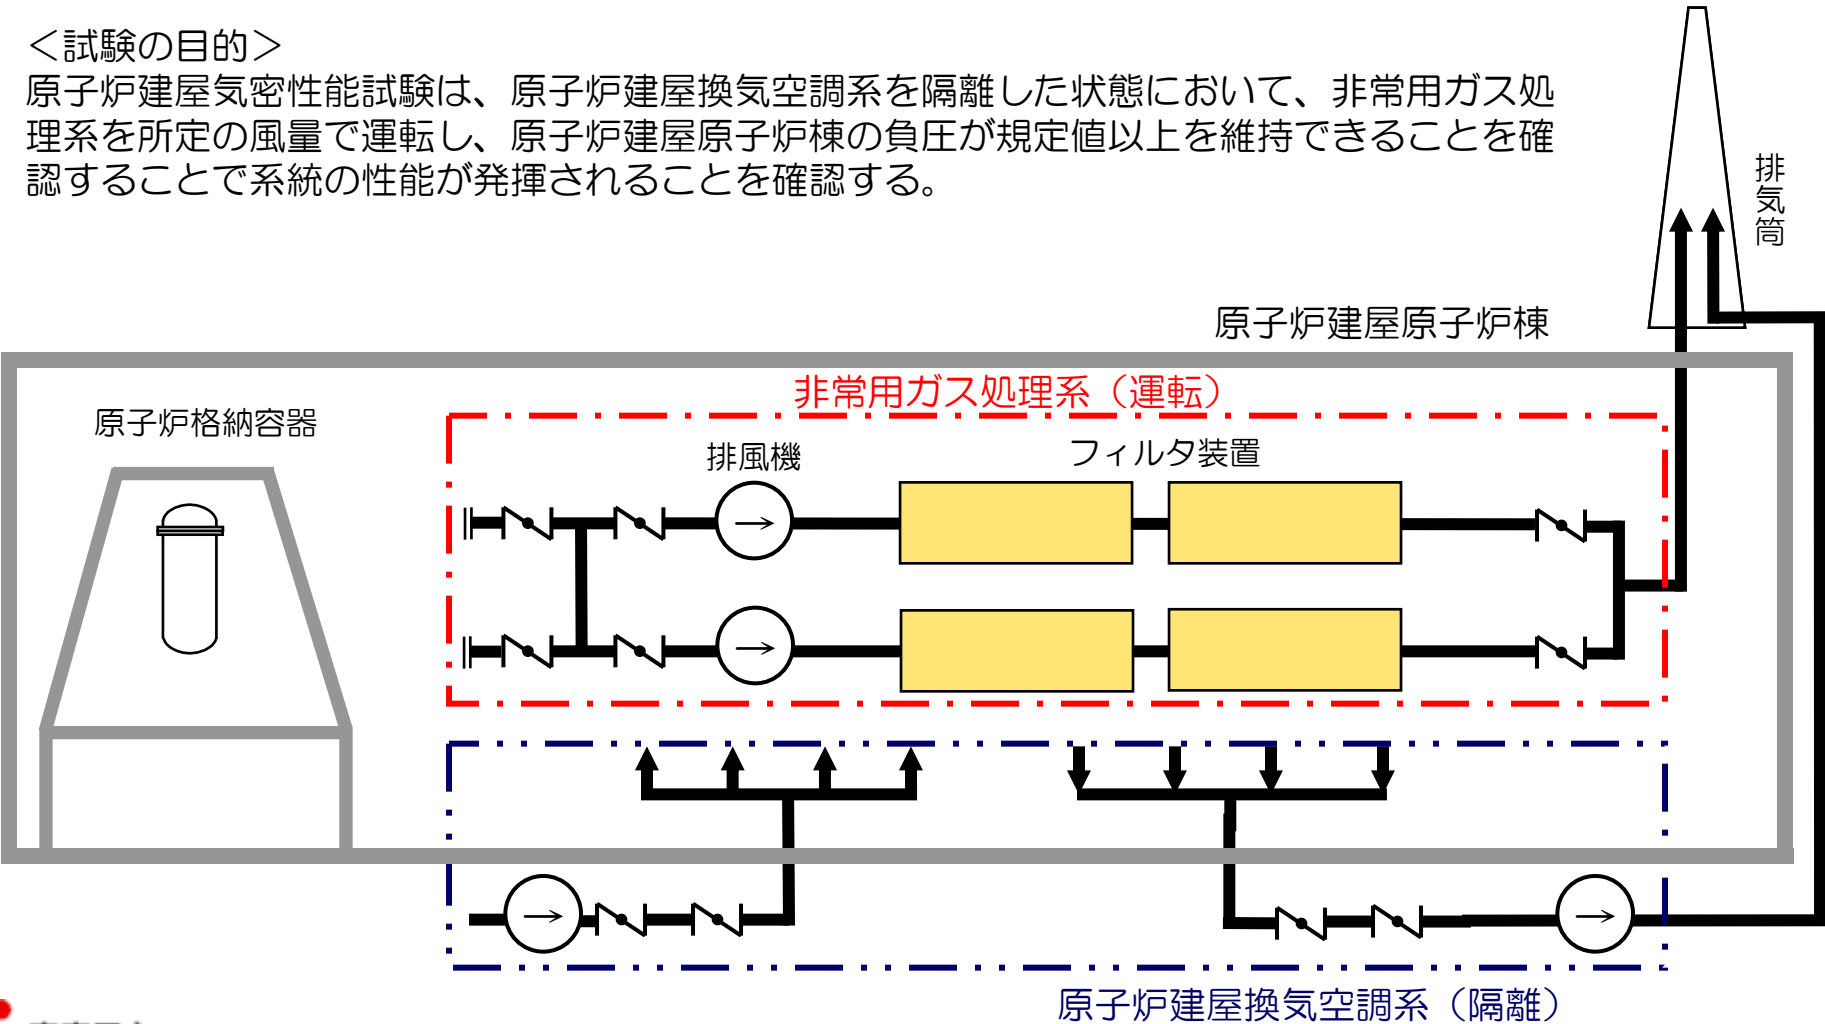 ＜試験の目的＞
原子炉建屋気密性能試験は、原子炉建屋換気空調系を隔離した状態において、非常用ガス処
理系を所定の風量で運転し、原子炉建屋原子炉棟の負圧が規定値以上を維持できることを確
認することで系統の性能が発揮されることを確認する。
排気筒
原子炉建屋原子炉棟
非常用ガス処理系（運転）
原子炉格納容器
排風機
フィルタ装置
原子炉建屋換気空調系（隔離）